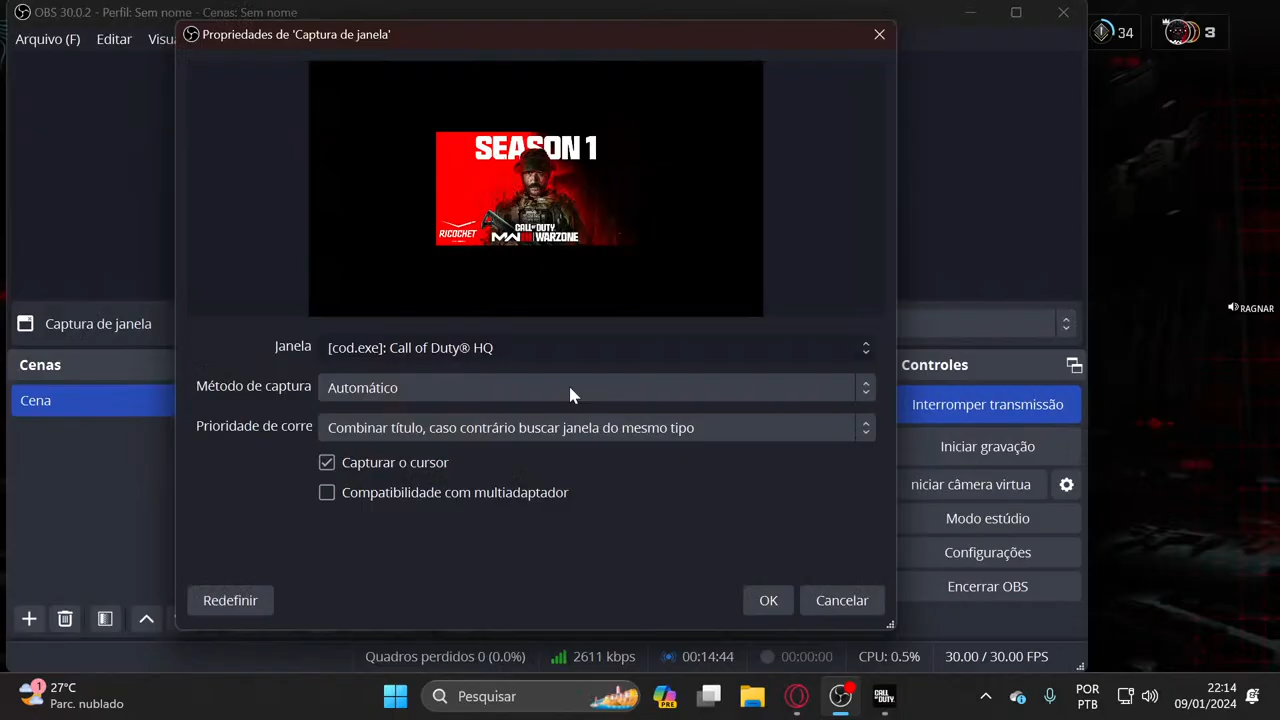 OBS 30.0.2 - Perfil: Sem nome - Cenas: Sem nome
Arquivo (F) Editar Visu
Propriedades de 'Captura de janela'
34
3
SEASON 1
RICOCHET
CALL OF DUTY
MW III WARZONE
RAGNAR
Captura de janela
Janela [cod.exe]: Call of Duty® HQ
Cenas
Controles
Método de captura Automático
Cena
Interromper transmissão
Prioridade de corre Combinar título, caso contrário buscar janela do mesmo tipo
Iniciar gravação
Capturar o cursor
niciar câmera virtua
Compatibilidade com multiadaptador
Modo estúdio
Configurações
Encerrar OBS
Redefinir OK Cancelar
Quadros perdidos 0 (0.0%) 2611 kbps 00:14:44 00:00:00 CPU: 0.5% 30.00 / 30.00 FPS
1
27°C
Parc. nublado
Pesquisar
PRE
CALL OF DUTY
POR
PTB
22:14
09/01/2024